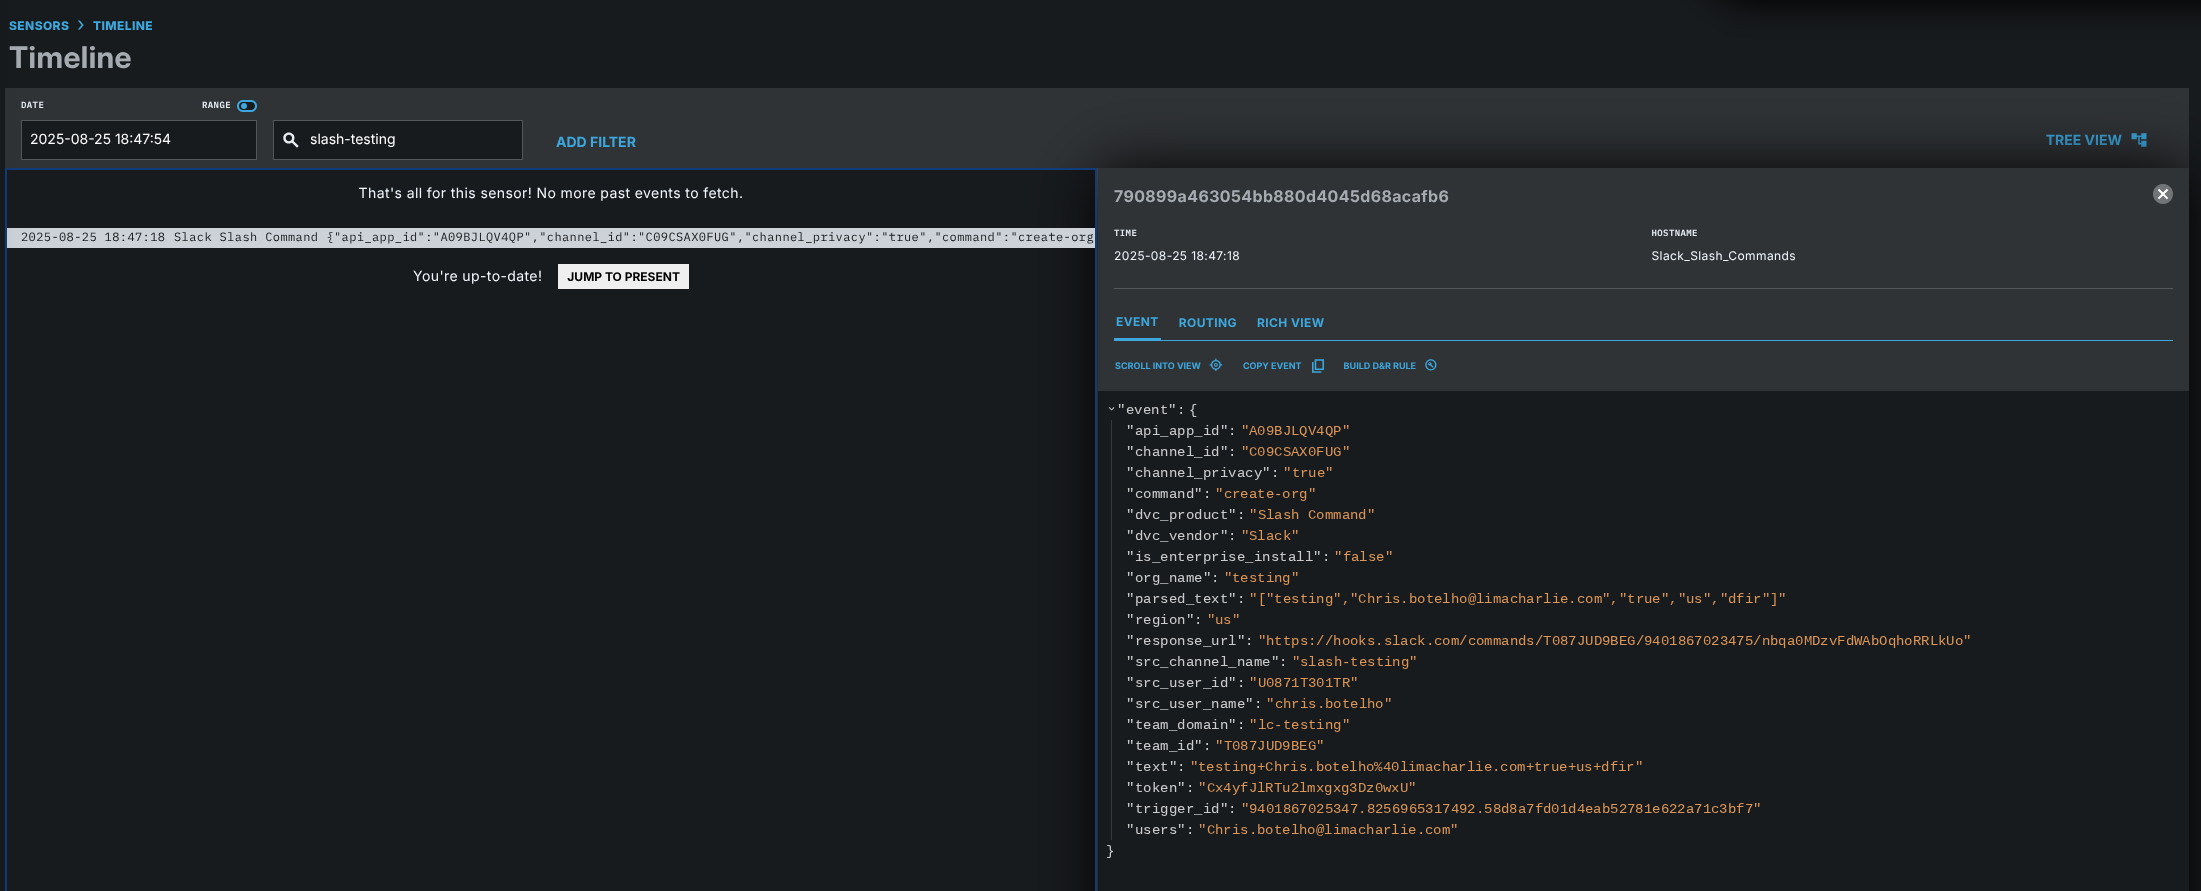 SENSORS > TIMELINE
Timeline
DATE
RANGE
2025-08-25 18:47:54
slash-testing
ADD FILTER
TREE VIEW
That's all for this sensor! No more past events to fetch.
2025-08-25 18:47:18 Slack Slash Command {"api_app_id":"A09BJLQV4QP","channel_id":"C09CSAX0FUG","channel_privacy":"true","command":"create-org
You're up-to-date!
JUMP TO PRESENT
790899a463054bb880d4045d68acafb6
TIME
HOSTNAME
2025-08-25 18:47:18
Slack_Slash_Commands
EVENT
ROUTING
RICH VIEW
SCROLL INTO VIEW
COPY EVENT
BUILD D&R RULE
"event": {
"api_app_id": "A09BJLQV4QP"
"channel_id": "C09CSAX0FUG"
"channel_privacy": "true"
"command": "create-org"
"dvc_product": "Slash Command"
"dvc_vendor": "Slack"
"is_enterprise_install": "false"
"org_name": "testing"
"parsed_text": "["testing","Chris.botelho@limacharlie.com","true","us","dfir"]"
"region": "us"
"response_url": "https://hooks.slack.com/commands/T087JUD9BEG/9401867023475/nbqa0MDzvFdWAbOqhoRRLkUo"
"src_channel_name": "slash-testing"
"src_user_id": "U0871T301TR"
"src_user_name": "chris.botelho"
"team_domain": "lc-testing"
"team_id": "T087JUD9BEG"
"text": "testing+Chris.botelho%40limacharlie.com+true+us+dfir"
"token": "Cx4yfJlRTu2lmxgxg3Dz0wxU"
"trigger_id": "9401867025347.8256965317492.58d8a7fd01d4eab52781e622a71c3bf7"
"users": "Chris.botelho@limacharlie.com"
}